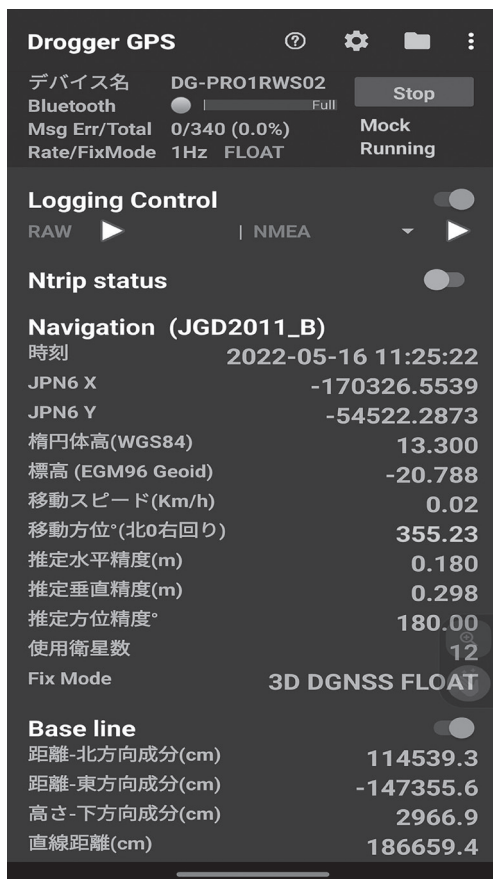 Drogger GPS
デバイス名 DG-PRO1RWS02
Stop
Bluetooth Full
Msg Err/Total 0/340 (0.0%)
Mock
Rate/FixMode 1Hz FLOAT
Running
Logging Control
RAW | NMEA
Ntrip status
Navigation (JGD2011_B)
時刻 2022-05-16 11:25:22
JPN6 X -170326.5539
JPN6 Y -54522.2873
楕円体高(WGS84) 13.300
標高 (EGM96 Geoid) -20.788
移動スピード(Km/h) 0.02
移動方位°(北0右回り) 355.23
推定水平精度(m) 0.180
推定垂直精度(m) 0.298
推定方位精度° 180.00
使用衛星数 12
Fix Mode 3D DGNSS FLOAT
Base line
距離-北方向成分(cm) 114539.3
距離-東方向成分(cm) -147355.6
高さ-下方向成分(cm) 2966.9
直線距離(cm) 186659.4